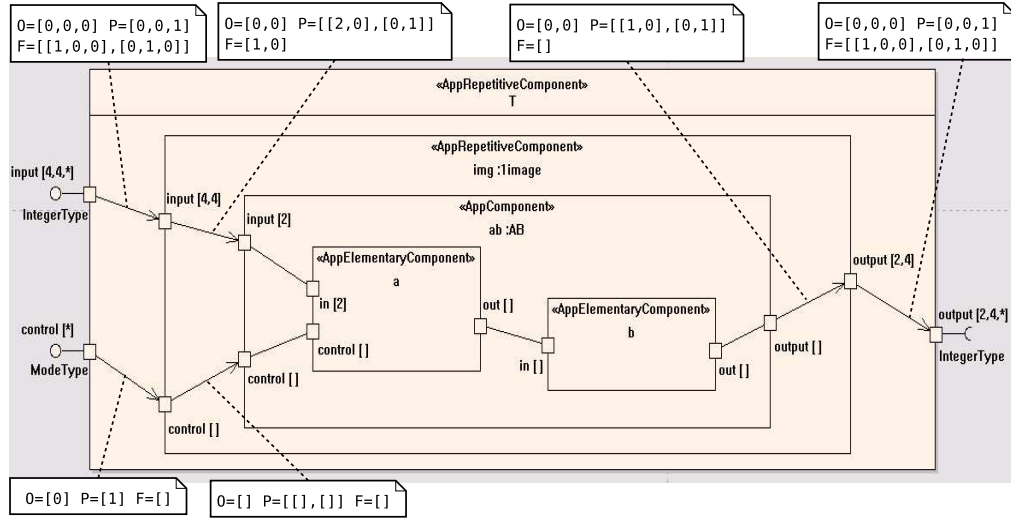 O=[0,0,0] P=[0,0,1]
F=[[1,0,0],[0,1,0]]
O=[0,0] P=[[2,0],[0,1]]
F=[1,0]
O=[0,0] P=[[1,0],[0,1]]
F=[]
O=[0,0,0] P=[0,0,1]
F=[[1,0,0],[0,1,0]]
«AppRepetitiveComponent»
T
«AppRepetitiveComponent»
img :1image
input [4,4,*]
IntegerType
input [4,4]
input [2]
«AppComponent»
ab :AB
«AppElementaryComponent»
a
in [2]
control []
out []
«AppElementaryComponent»
b
in []
out []
output []
output [2,4]
output [2,4,*]
IntegerType
control [*]
ModeType
control []
control []
O=[0] P=[1] F=[]
O=[] P=[[],[]] F=[]